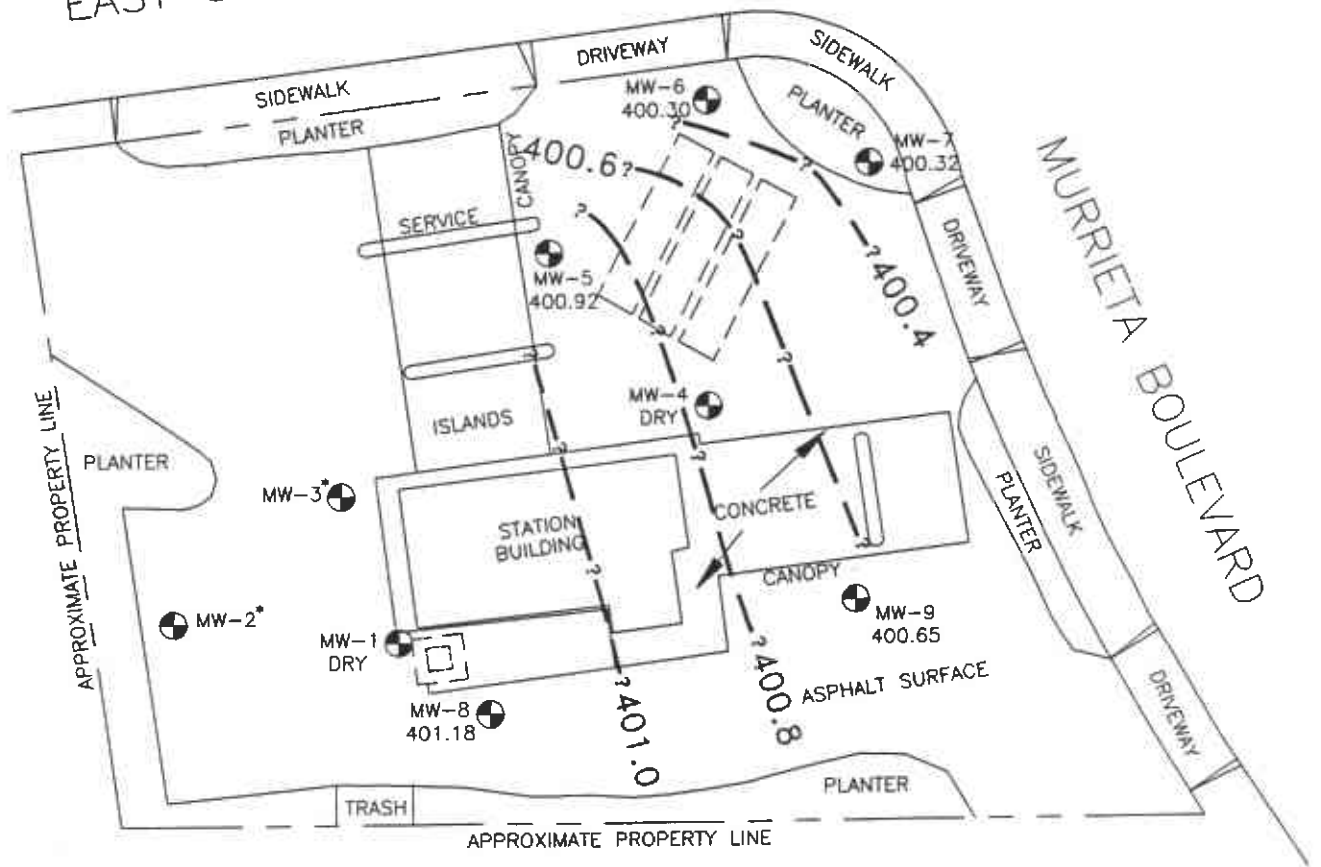 EAST S
DRIVEWAY
SIDEWALK
SIDEWALK
PLANTER
MW-6
400.30
PLANTER
MW-7
400.32
CANOPY
400.6?
?
?
SERVICE
?
MW-5
400.92
?
?400.4
DRIVEWAY
MURRIETA BOULEVARD
?
?
?
MW-4
DRY
ISLANDS
?
?
?
APPROXIMATE PROPERTY LINE
PLANTER
MW-3*
STATION
BUILDING
CONCRETE
?
SIDEWALK
PLANTER
?
CANOPY
MW-2*
MW-1
DRY
MW-9
400.65
?400.8
ASPHALT SURFACE
MW-8
401.18
?401.0
DRIVEWAY
TRASH
PLANTER
APPROXIMATE PROPERTY LINE